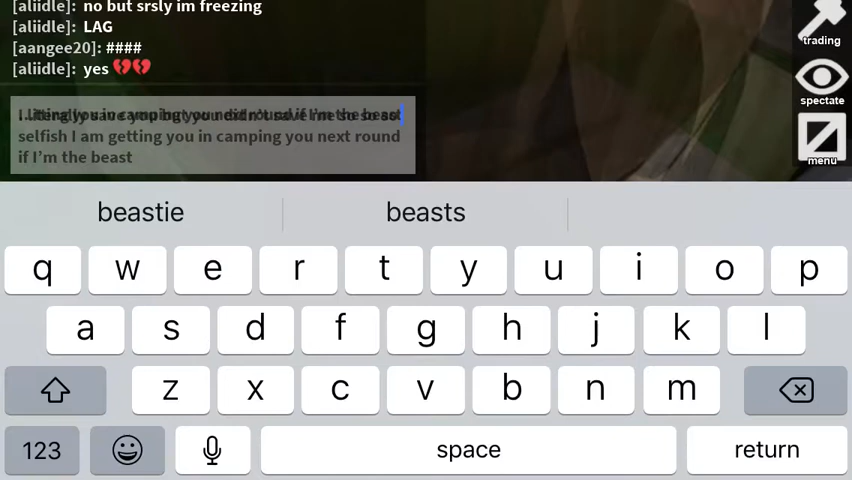 [aliidle]: no but srsly im freezing
[aliidle]: LAG
[aangee20]: ####
[aliidle]: yes 💔💔
selfish I am getting you in camping you next round
if I'm the beast
trading
spectate
menu
beastie beasts
q w e r t y u i o p
a s d f g h j k l
z x c v b n m
123 space return